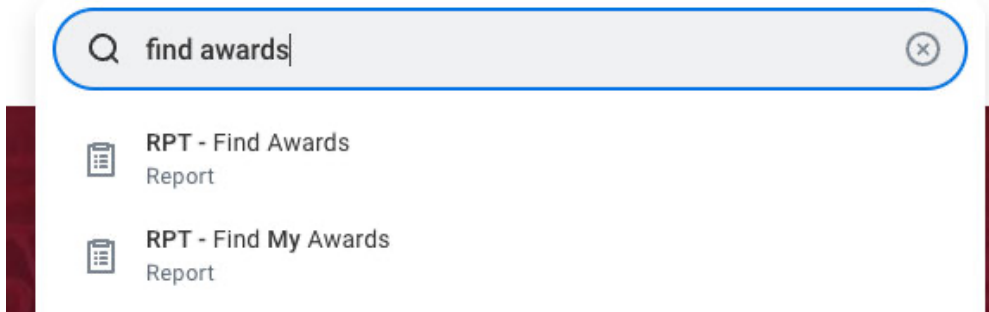 find awards
RPT - Find Awards
Report
RPT - Find My Awards
Report